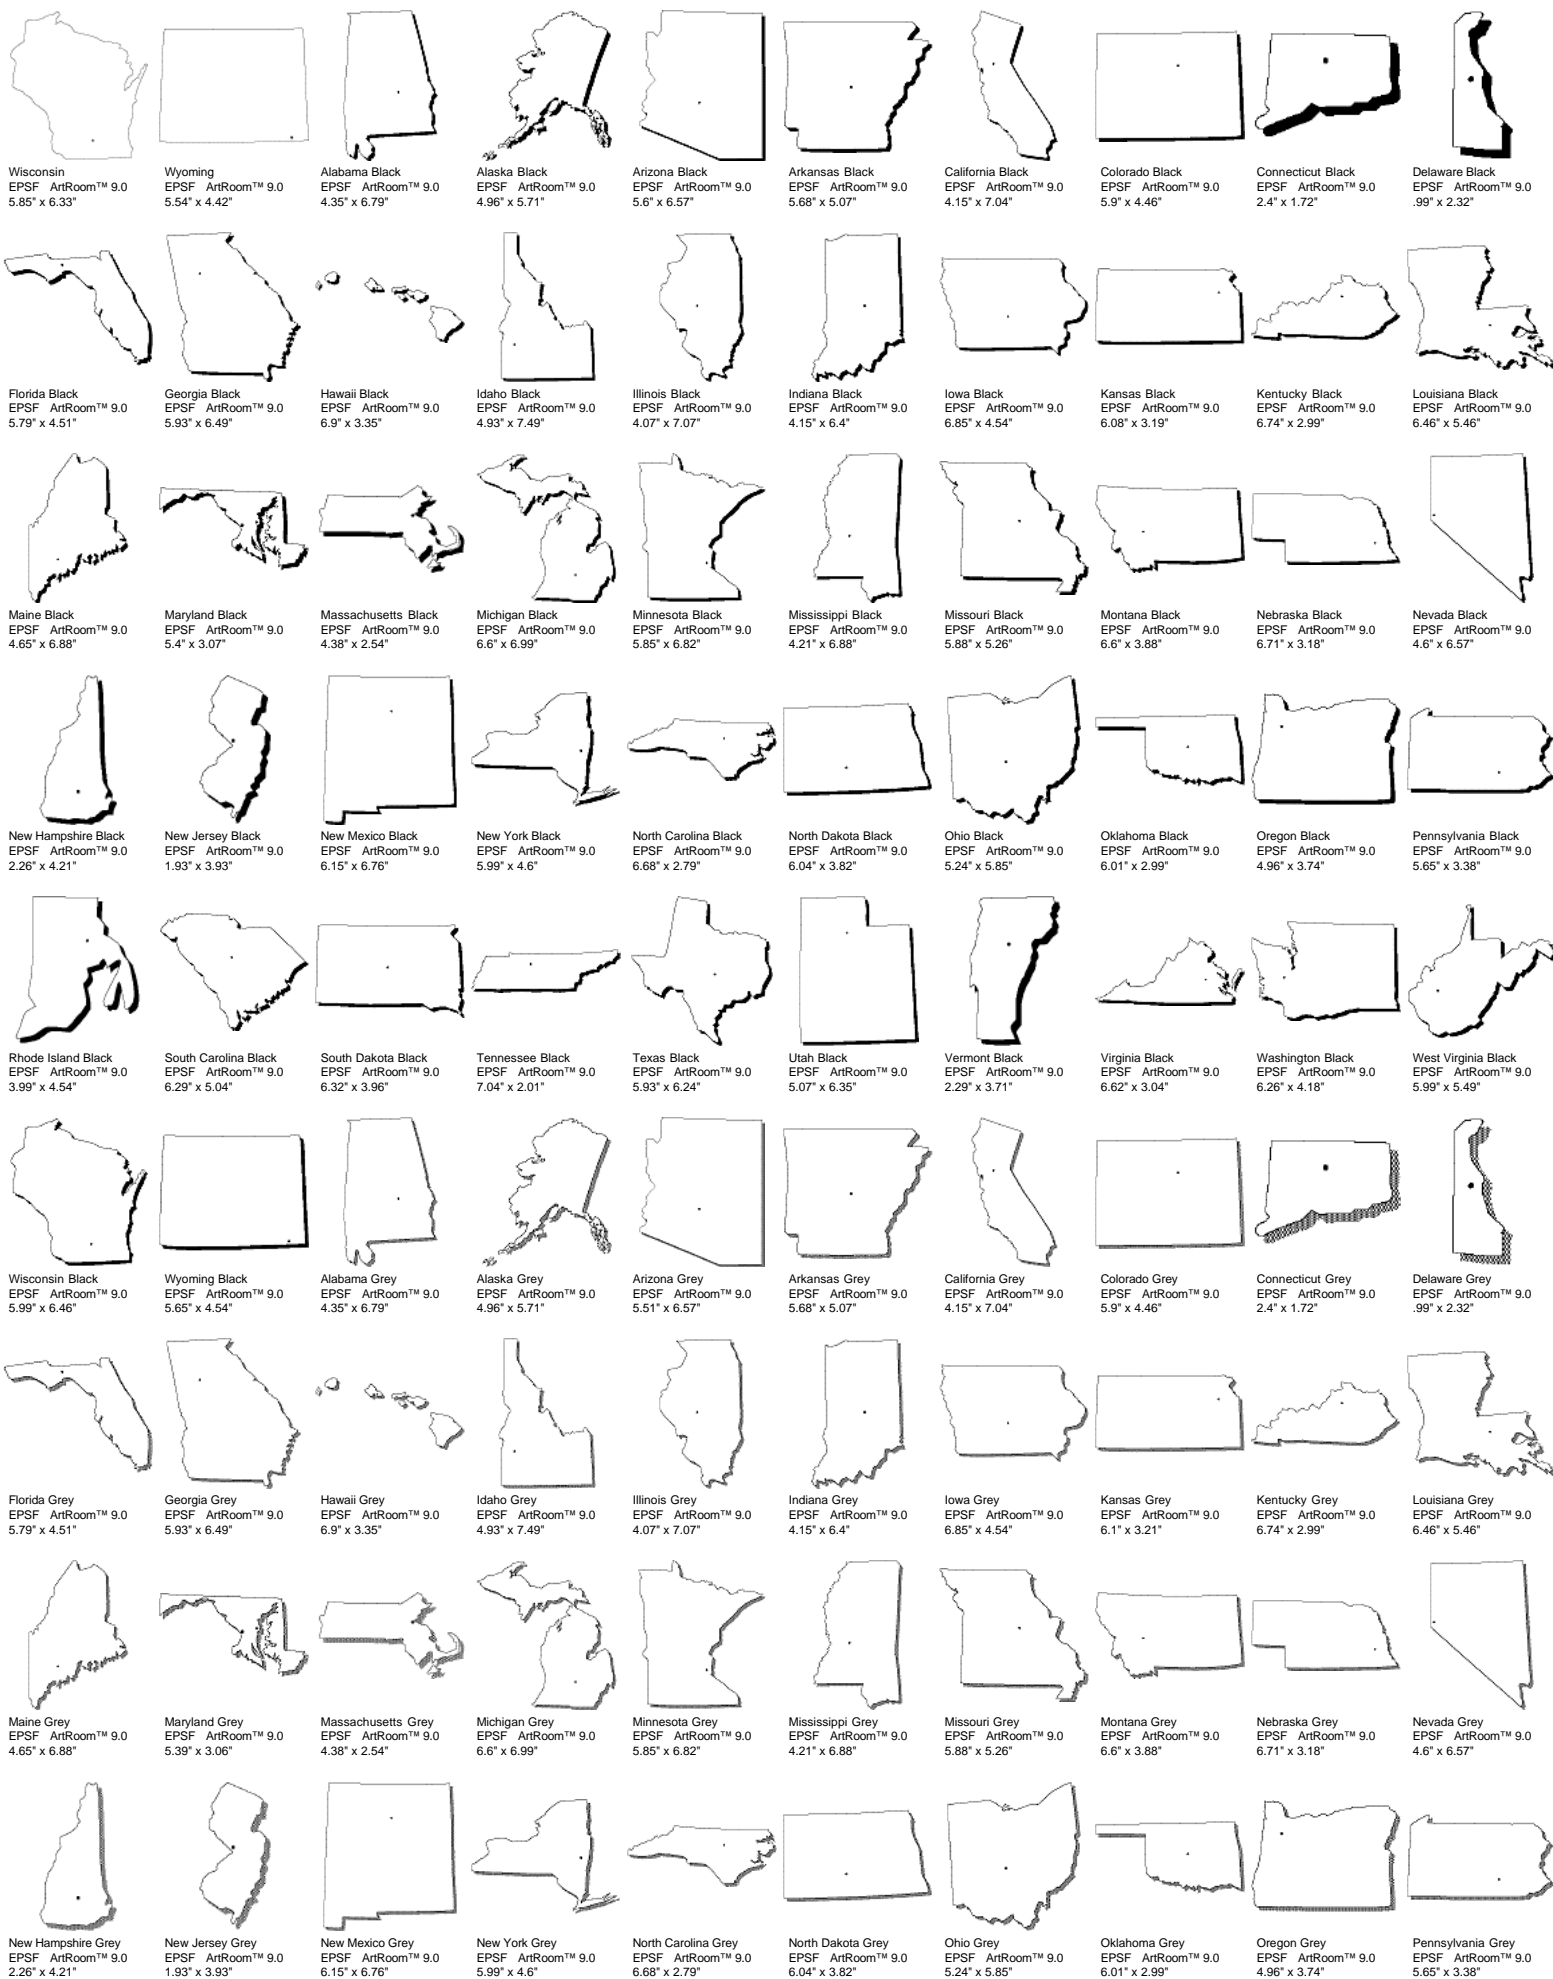 Wisconsin
EPSF ArtRoom™ 9.0
5.85" x 6.33"
Wyoming
EPSF ArtRoom™ 9.0
5.54" x 4.42"
Alabama Black
EPSF ArtRoom™ 9.0
4.35" x 6.79"
Alaska Black
EPSF ArtRoom™ 9.0
4.96" x 5.71"
Arizona Black
EPSF ArtRoom™ 9.0
5.6" x 6.57"
Arkansas Black
EPSF ArtRoom™ 9.0
5.68" x 5.07"
California Black
EPSF ArtRoom™ 9.0
4.15" x 7.04"
Colorado Black
EPSF ArtRoom™ 9.0
5.9" x 4.46"
Connecticut Black
EPSF ArtRoom™ 9.0
2.4" x 1.72"
Delaware Black
EPSF ArtRoom™ 9.0
.99" x 2.32"
Florida Black
EPSF ArtRoom™ 9.0
5.79" x 4.51"
Georgia Black
EPSF ArtRoom™ 9.0
5.93" x 6.49"
Hawaii Black
EPSF ArtRoom™ 9.0
6.9" x 3.35"
Idaho Black
EPSF ArtRoom™ 9.0
4.93" x 7.49"
Illinois Black
EPSF ArtRoom™ 9.0
4.07" x 7.07"
Indiana Black
EPSF ArtRoom™ 9.0
4.15" x 6.4"
Iowa Black
EPSF ArtRoom™ 9.0
6.85" x 4.54"
Kansas Black
EPSF ArtRoom™ 9.0
6.08" x 3.19"
Kentucky Black
EPSF ArtRoom™ 9.0
6.74" x 2.99"
Louisiana Black
EPSF ArtRoom™ 9.0
6.46" x 5.46"
Maine Black
EPSF ArtRoom™ 9.0
4.65" x 6.88"
Maryland Black
EPSF ArtRoom™ 9.0
5.4" x 3.07"
Massachusetts Black
EPSF ArtRoom™ 9.0
4.38" x 2.54"
Michigan Black
EPSF ArtRoom™ 9.0
6.6" x 6.99"
Minnesota Black
EPSF ArtRoom™ 9.0
5.85" x 6.82"
Mississippi Black
EPSF ArtRoom™ 9.0
4.21" x 6.88"
Missouri Black
EPSF ArtRoom™ 9.0
5.88" x 5.26"
Montana Black
EPSF ArtRoom™ 9.0
6.6" x 3.88"
Nebraska Black
EPSF ArtRoom™ 9.0
6.71" x 3.18"
Nevada Black
EPSF ArtRoom™ 9.0
4.6" x 6.57"
New Hampshire Black
EPSF ArtRoom™ 9.0
2.26" x 4.21"
New Jersey Black
EPSF ArtRoom™ 9.0
1.93" x 3.93"
New Mexico Black
EPSF ArtRoom™ 9.0
6.15" x 6.76"
New York Black
EPSF ArtRoom™ 9.0
5.99" x 4.6"
North Carolina Black
EPSF ArtRoom™ 9.0
6.68" x 2.79"
North Dakota Black
EPSF ArtRoom™ 9.0
6.04" x 3.82"
Ohio Black
EPSF ArtRoom™ 9.0
5.24" x 5.85"
Oklahoma Black
EPSF ArtRoom™ 9.0
6.01" x 2.99"
Oregon Black
EPSF ArtRoom™ 9.0
4.96" x 3.74"
Pennsylvania Black
EPSF ArtRoom™ 9.0
5.65" x 3.38"
Rhode Island Black
EPSF ArtRoom™ 9.0
3.99" x 4.54"
South Carolina Black
EPSF ArtRoom™ 9.0
6.29" x 5.04"
South Dakota Black
EPSF ArtRoom™ 9.0
6.32" x 3.96"
Tennessee Black
EPSF ArtRoom™ 9.0
7.04" x 2.01"
Texas Black
EPSF ArtRoom™ 9.0
5.93" x 6.24"
Utah Black
EPSF ArtRoom™ 9.0
5.07" x 6.35"
Vermont Black
EPSF ArtRoom™ 9.0
2.29" x 3.71"
Virginia Black
EPSF ArtRoom™ 9.0
6.62" x 3.04"
Washington Black
EPSF ArtRoom™ 9.0
6.26" x 4.18"
West Virginia Black
EPSF ArtRoom™ 9.0
5.99" x 5.49"
Wisconsin Black
EPSF ArtRoom™ 9.0
5.99" x 6.46"
Wyoming Black
EPSF ArtRoom™ 9.0
5.65" x 4.54"
Alabama Grey
EPSF ArtRoom™ 9.0
4.35" x 6.79"
Alaska Grey
EPSF ArtRoom™ 9.0
4.96" x 5.71"
Arizona Grey
EPSF ArtRoom™ 9.0
5.51" x 6.57"
Arkansas Grey
EPSF ArtRoom™ 9.0
5.68" x 5.07"
California Grey
EPSF ArtRoom™ 9.0
4.15" x 7.04"
Colorado Grey
EPSF ArtRoom™ 9.0
5.9" x 4.46"
Connecticut Grey
EPSF ArtRoom™ 9.0
2.4" x 1.72"
Delaware Grey
EPSF ArtRoom™ 9.0
.99" x 2.32"
Florida Grey
EPSF ArtRoom™ 9.0
5.79" x 4.51"
Georgia Grey
EPSF ArtRoom™ 9.0
5.93" x 6.49"
Hawaii Grey
EPSF ArtRoom™ 9.0
6.9" x 3.35"
Idaho Grey
EPSF ArtRoom™ 9.0
4.93" x 7.49"
Illinois Grey
EPSF ArtRoom™ 9.0
4.07" x 7.07"
Indiana Grey
EPSF ArtRoom™ 9.0
4.15" x 6.4"
Iowa Grey
EPSF ArtRoom™ 9.0
6.85" x 4.54"
Kansas Grey
EPSF ArtRoom™ 9.0
6.1" x 3.21"
Kentucky Grey
EPSF ArtRoom™ 9.0
6.74" x 2.99"
Louisiana Grey
EPSF ArtRoom™ 9.0
6.46" x 5.46"
Maine Grey
EPSF ArtRoom™ 9.0
4.65" x 6.88"
Maryland Grey
EPSF ArtRoom™ 9.0
5.39" x 3.06"
Massachusetts Grey
EPSF ArtRoom™ 9.0
4.38" x 2.54"
Michigan Grey
EPSF ArtRoom™ 9.0
6.6" x 6.99"
Minnesota Grey
EPSF ArtRoom™ 9.0
5.85" x 6.82"
Mississippi Grey
EPSF ArtRoom™ 9.0
4.21" x 6.88"
Missouri Grey
EPSF ArtRoom™ 9.0
5.88" x 5.26"
Montana Grey
EPSF ArtRoom™ 9.0
6.6" x 3.88"
Nebraska Grey
EPSF ArtRoom™ 9.0
6.71" x 3.18"
Nevada Grey
EPSF ArtRoom™ 9.0
4.6" x 6.57"
New Hampshire Grey
EPSF ArtRoom™ 9.0
2.26" x 4.21"
New Jersey Grey
EPSF ArtRoom™ 9.0
1.93" x 3.93"
New Mexico Grey
EPSF ArtRoom™ 9.0
6.15" x 6.76"
New York Grey
EPSF ArtRoom™ 9.0
5.99" x 4.6"
North Carolina Grey
EPSF ArtRoom™ 9.0
6.68" x 2.79"
North Dakota Grey
EPSF ArtRoom™ 9.0
6.04" x 3.82"
Ohio Grey
EPSF ArtRoom™ 9.0
5.24" x 5.85"
Oklahoma Grey
EPSF ArtRoom™ 9.0
6.01" x 2.99"
Oregon Grey
EPSF ArtRoom™ 9.0
4.96" x 3.74"
Pennsylvania Grey
EPSF ArtRoom™ 9.0
5.65" x 3.38"